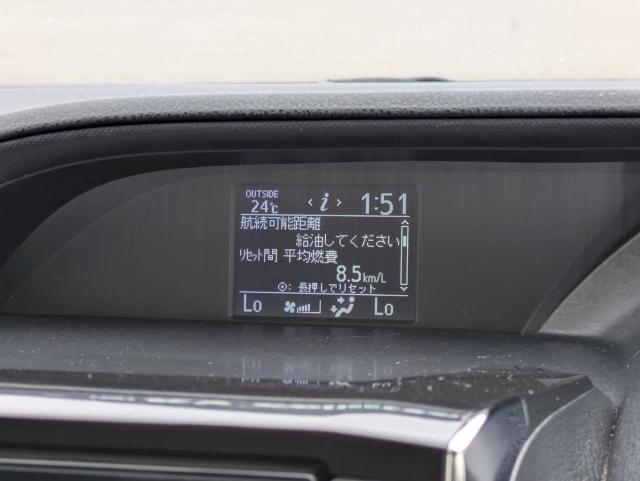 OUTSIDE
24℃ ‹ i › 1:51
航続可能距離
給油してください
ﾘｾｯﾄ間 平均燃費
8.5km/L
◎: 長押しでリセット
Lo Lo